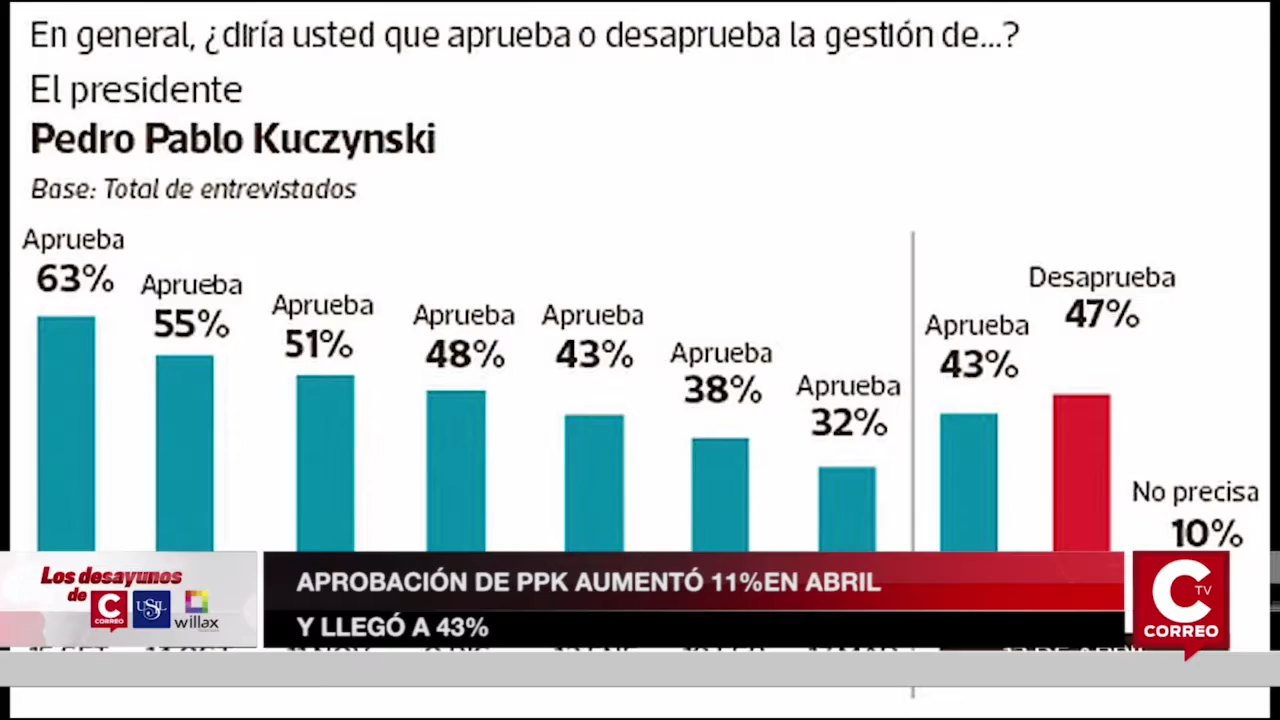 En general, ¿diría usted que aprueba o desaprueba la gestión de...?
El presidente
Pedro Pablo Kuczynski
Base: Total de entrevistados
Aprueba
63%
Aprueba
55%
Aprueba
51%
Aprueba
48%
Aprueba
43%
Aprueba
38%
Aprueba
32%
Aprueba
43%
Desaprueba
47%
No precisa
10%
Los desayunos
de
C
CORREO
USIL
willax
APROBACIÓN DE PPK AUMENTÓ 11%EN ABRIL
Y LLEGÓ A 43%
C
TV
CORREO